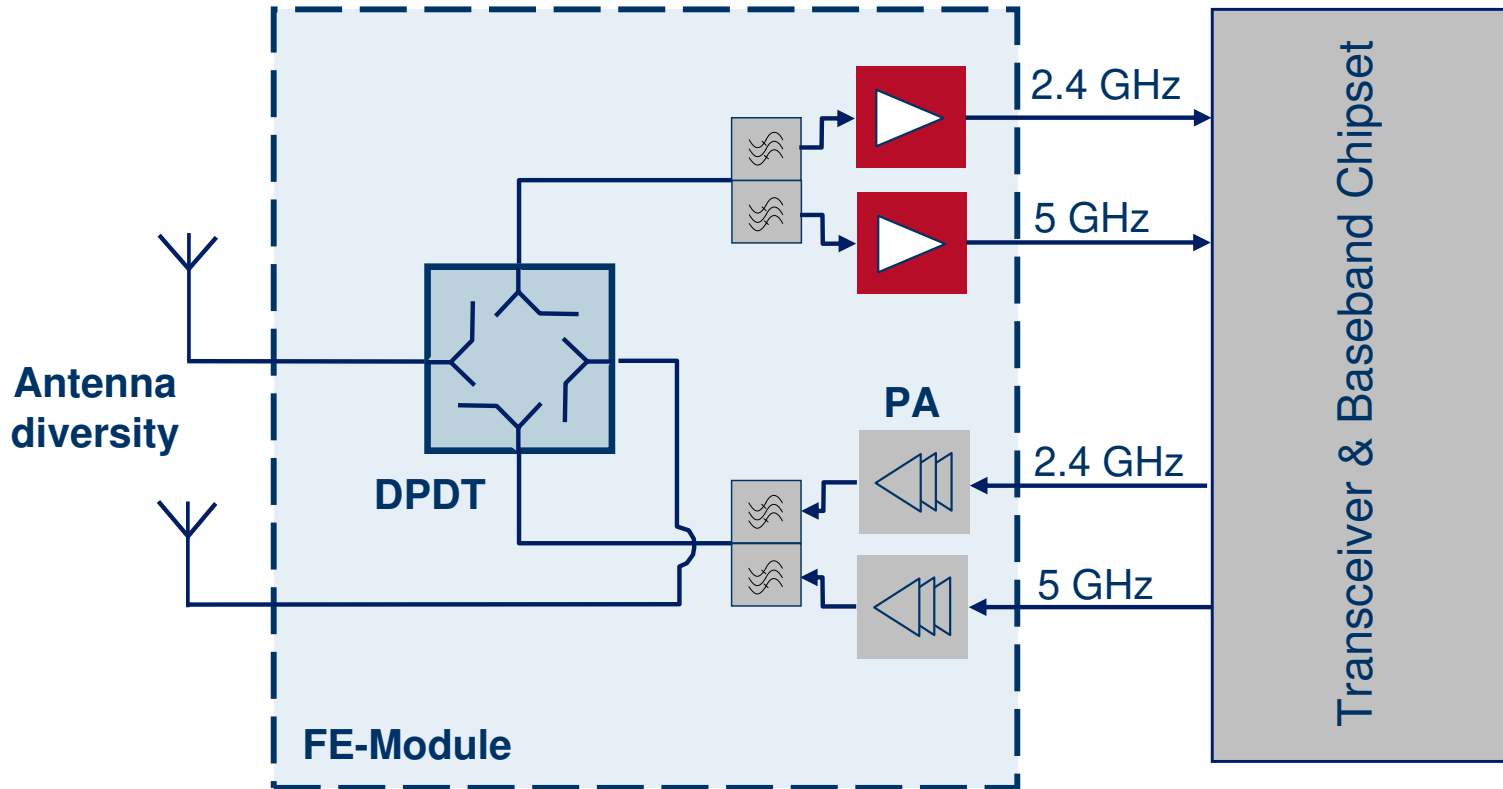 2.4 GHz
5 GHz
Antenna
diversity
DPDT
PA
2.4 GHz
5 GHz
FE-Module
Transceiver & Baseband Chipset